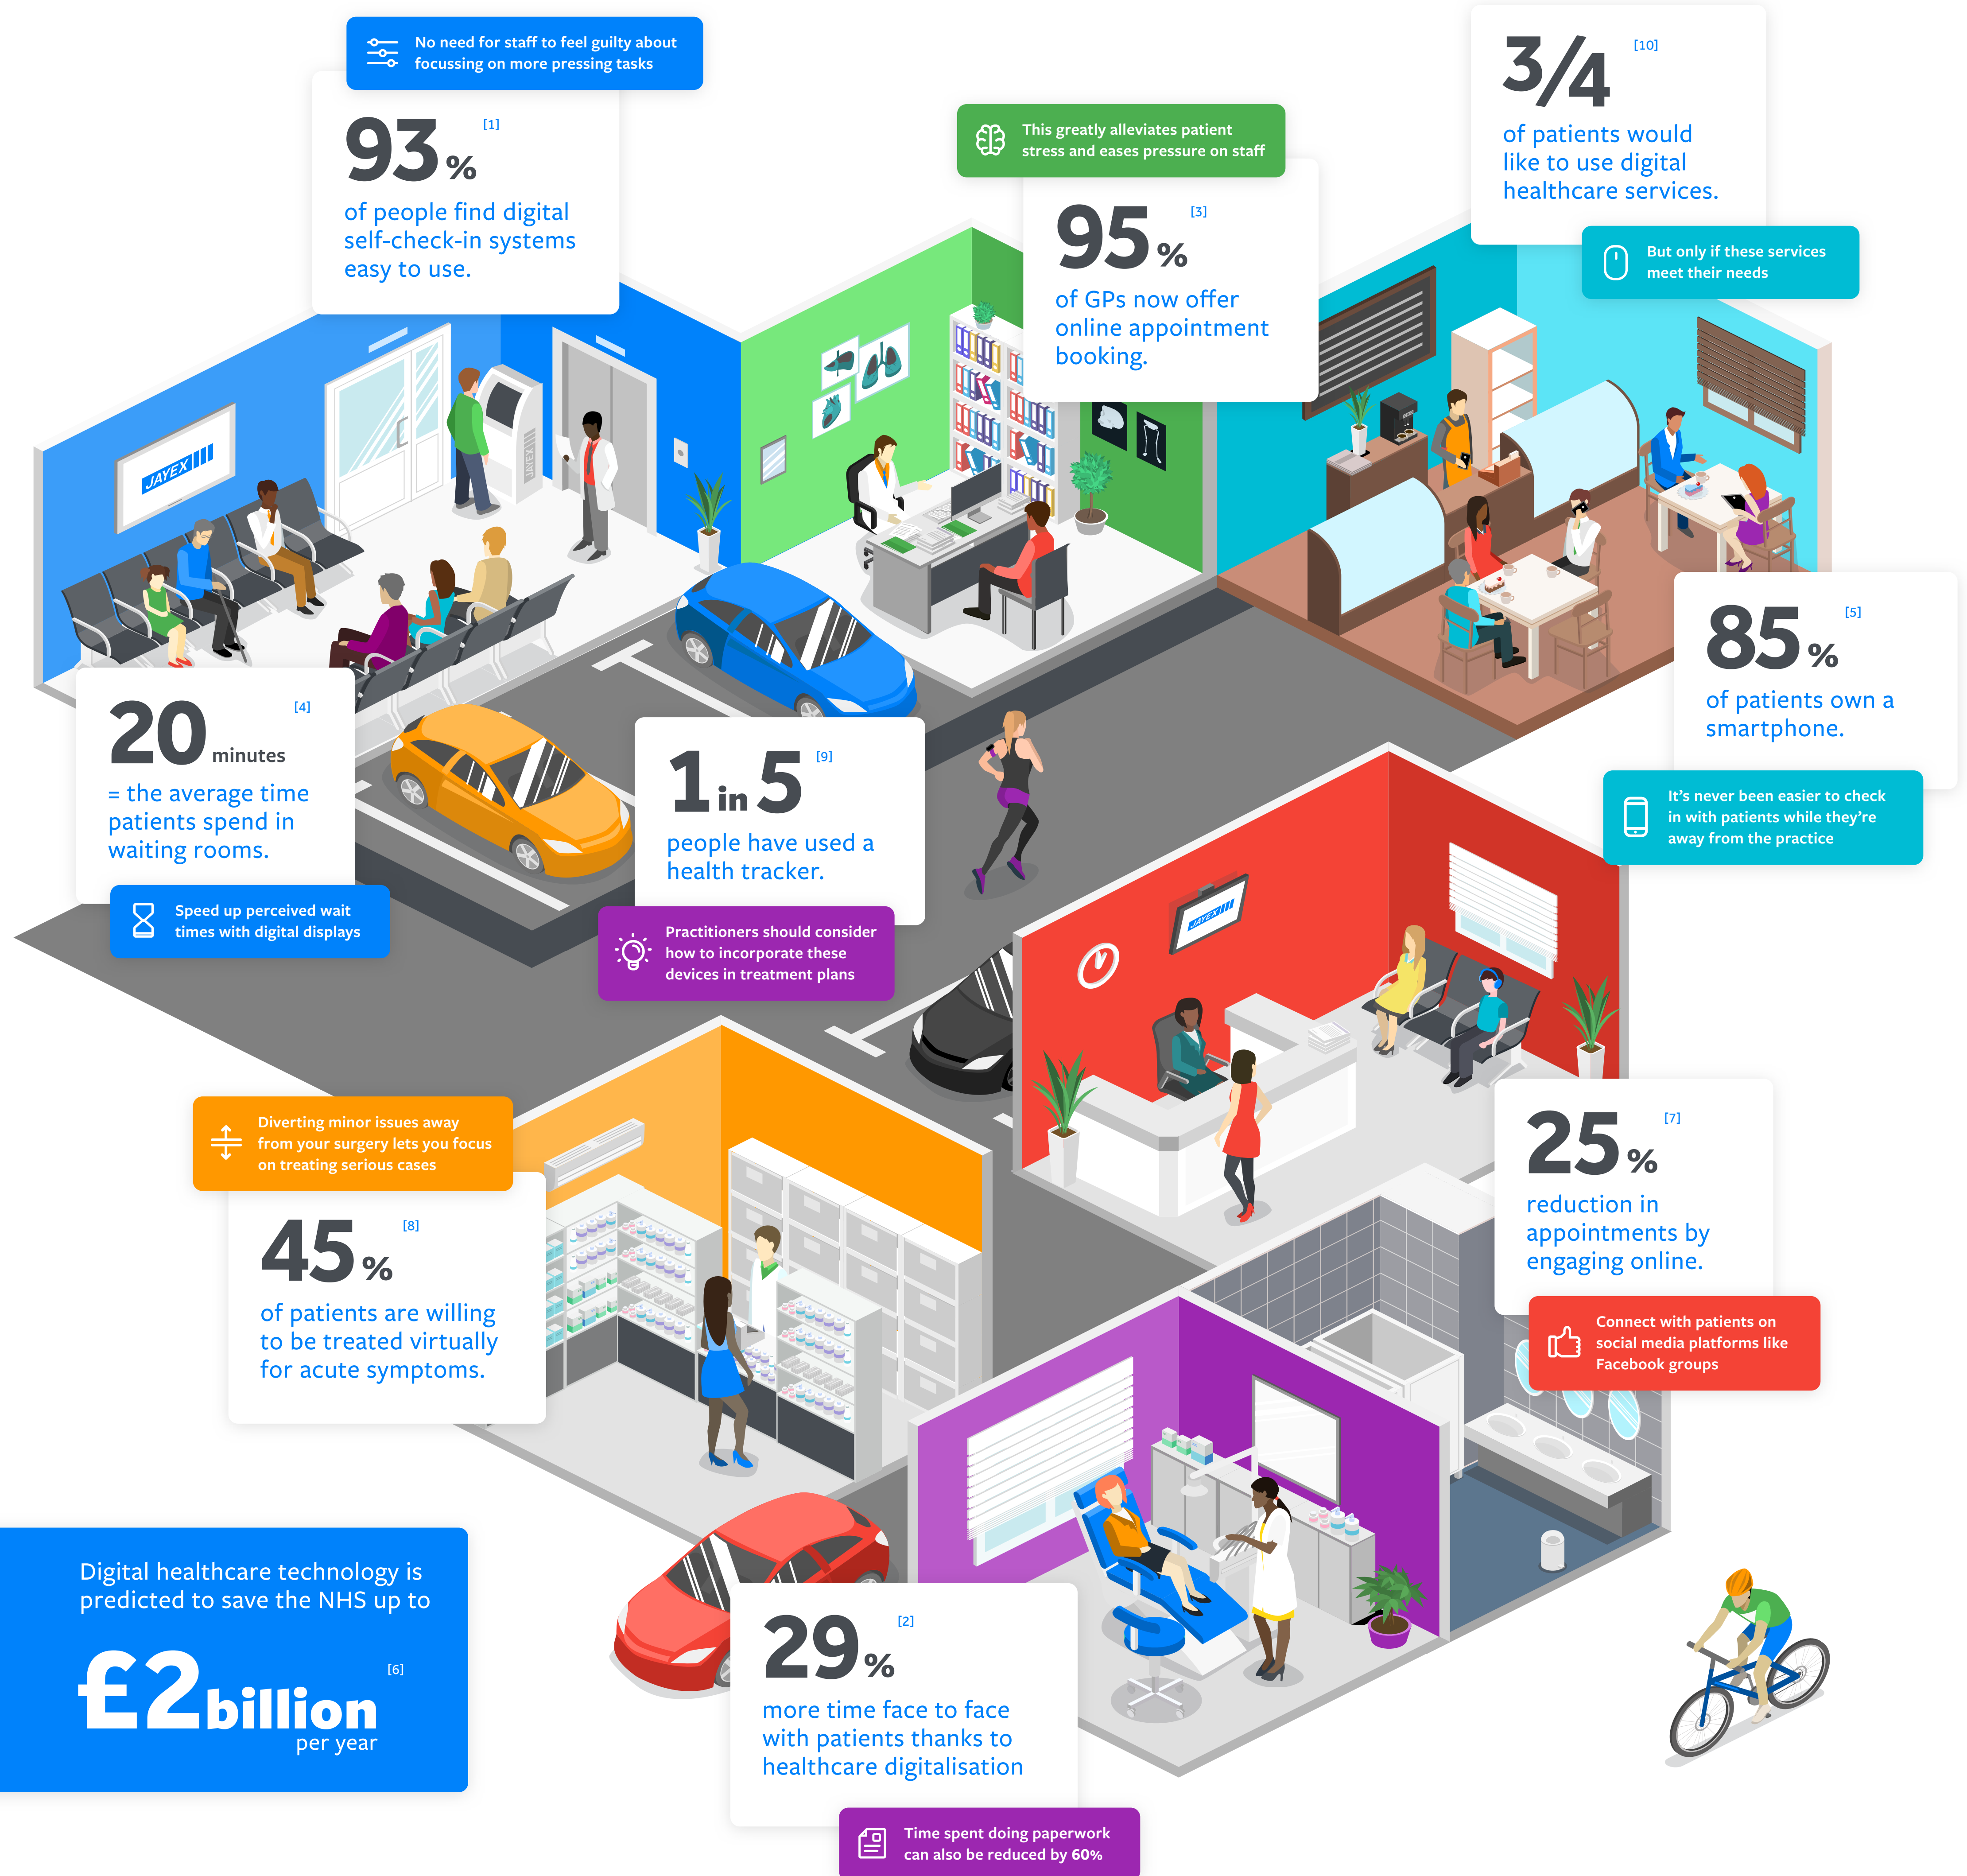 No need for staff to feel guilty about
focussing on more pressing tasks
93% [1]
of people find digital
self-check-in systems
easy to use.
This greatly alleviates patient
stress and eases pressure on staff
95% [3]
of GPs now offer
online appointment
booking.
3/4 [10]
of patients would
like to use digital
healthcare services.
But only if these services
meet their needs
JAYEX
JAYEX
20 minutes [4]
= the average time
patients spend in
waiting rooms.
Speed up perceived wait
times with digital displays
1 in 5 [9]
people have used a
health tracker.
Practitioners should consider
how to incorporate these
devices in treatment plans
85% [5]
of patients own a
smartphone.
It's never been easier to check
in with patients while they're
away from the practice
JAYEX
Diverting minor issues away
from your surgery lets you focus
on treating serious cases
45% [8]
of patients are willing
to be treated virtually
for acute symptoms.
25% [7]
reduction in
appointments by
engaging online.
Connect with patients on
social media platforms like
Facebook groups
Digital healthcare technology is
predicted to save the NHS up to
£2billion [6]
per year
29% [2]
more time face to face
with patients thanks to
healthcare digitalisation
Time spent doing paperwork
can also be reduced by 60%